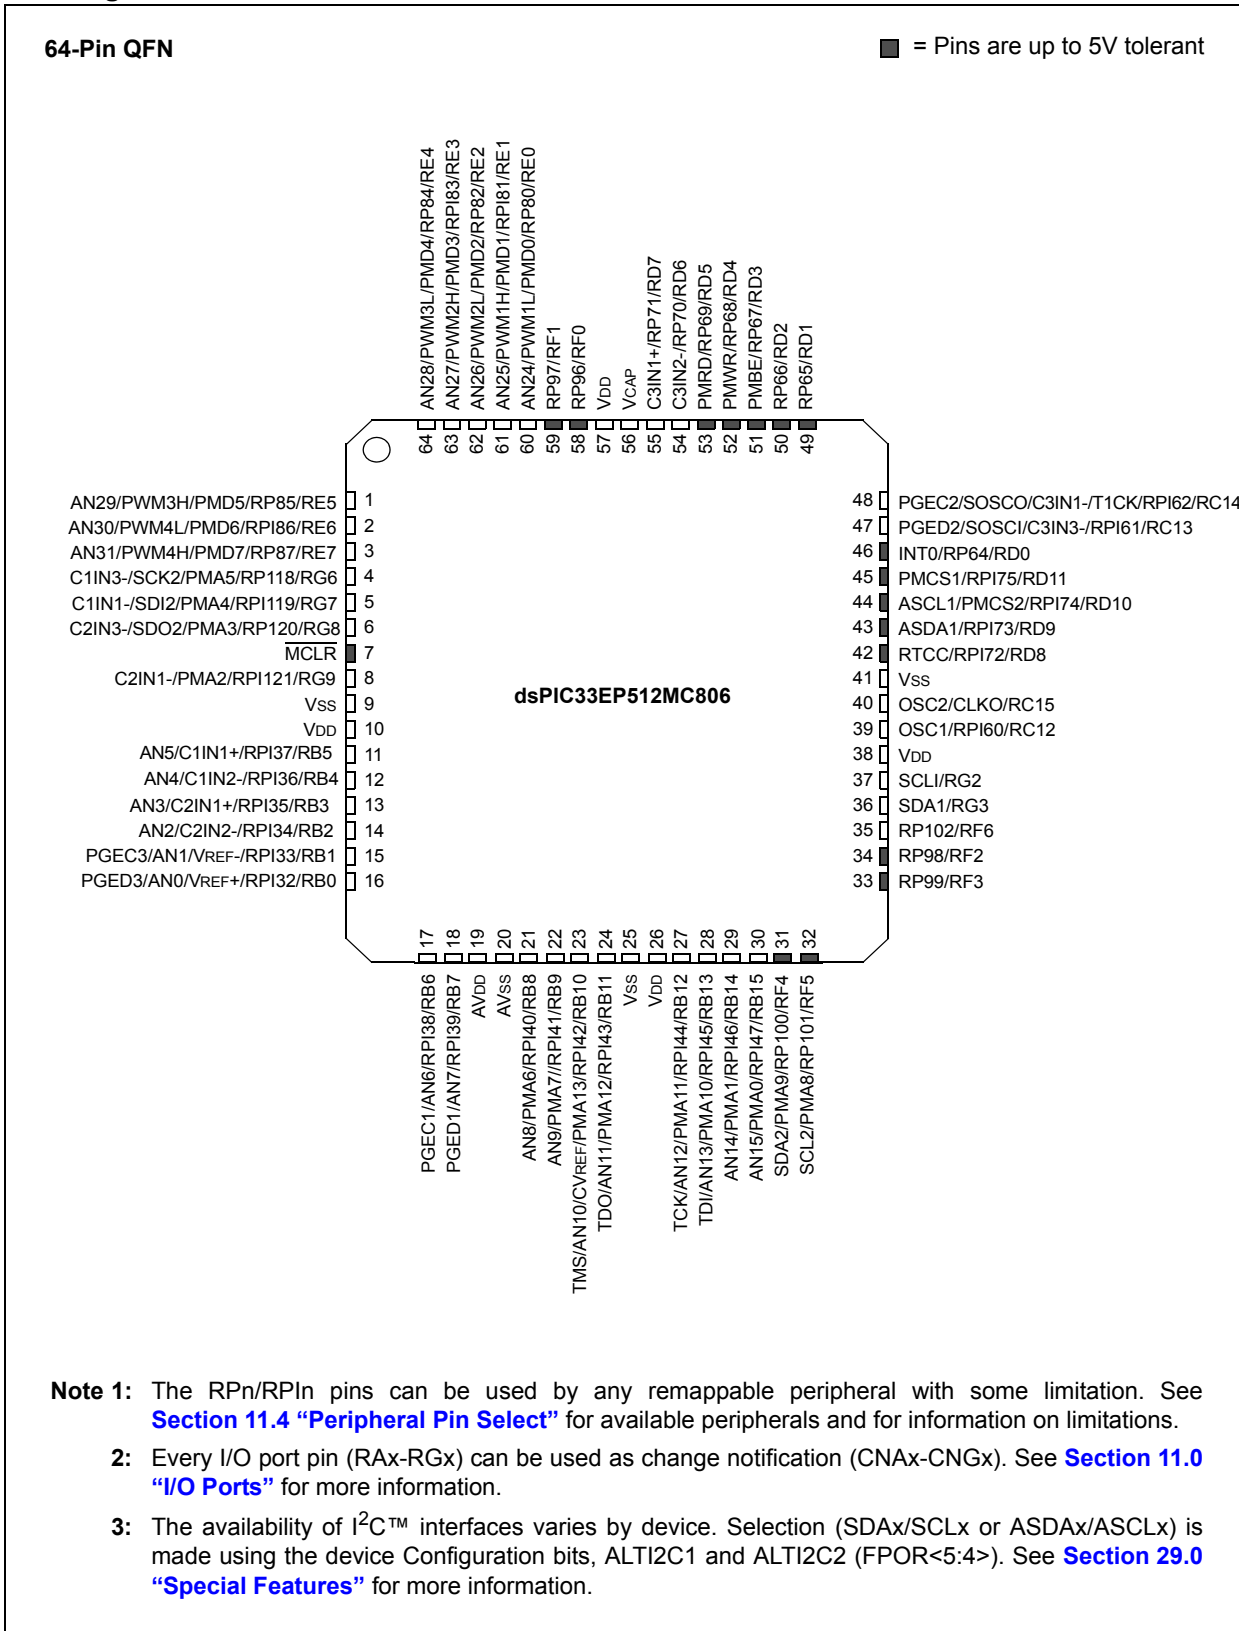 64-Pin QFN
= Pins are up to 5V tolerant
AN28/PWM3L/PMD4/RP84/RE4
AN27/PWM2H/PMD3/RPI83/RE3
AN26/PWM2L/PMD2/RP82/RE2
AN25/PWM1H/PMD1/RPI81/RE1
AN24/PWM1L/PMD0/RP80/RE0
RP97/RF1
RP96/RF0
VDD
VCAP
C3IN1+/RP71/RD7
C3IN2-/RP70/RD6
PMRD/RP69/RD5
PMWR/RP68/RD4
PMBE/RP67/RD3
RP66/RD2
RP65/RD1
64 63 62 61 60 59 58 57 56 55 54 53 52 51 50 49
AN29/PWM3H/PMD5/RP85/RE5 1
AN30/PWM4L/PMD6/RPI86/RE6 2
AN31/PWM4H/PMD7/RP87/RE7 3
C1IN3-/SCK2/PMA5/RP118/RG6 4
C1IN1-/SDI2/PMA4/RPI119/RG7 5
C2IN3-/SDO2/PMA3/RP120/RG8 6
MCLR 7
C2IN1-/PMA2/RPI121/RG9 8
VSS 9
VDD 10
AN5/C1IN1+/RPI37/RB5 11
AN4/C1IN2-/RPI36/RB4 12
AN3/C2IN1+/RPI35/RB3 13
AN2/C2IN2-/RPI34/RB2 14
PGEC3/AN1/VREF-/RPI33/RB1 15
PGED3/AN0/VREF+/RPI32/RB0 16
dsPIC33EP512MC806
48 PGEC2/SOSCO/C3IN1-/T1CK/RPI62/RC14
47 PGED2/SOSCI/C3IN3-/RPI61/RC13
46 INT0/RP64/RD0
45 PMCS1/RPI75/RD11
44 ASCL1/PMCS2/RPI74/RD10
43 ASDA1/RPI73/RD9
42 RTCC/RPI72/RD8
41 VSS
40 OSC2/CLKO/RC15
39 OSC1/RPI60/RC12
38 VDD
37 SCLI/RG2
36 SDA1/RG3
35 RP102/RF6
34 RP98/RF2
33 RP99/RF3
17 18 19 20 21 22 23 24 25 26 27 28 29 30 31 32
PGEC1/AN6/RPI38/RB6
PGED1/AN7/RPI39/RB7
AVDD
AVSS
AN8/PMA6/RPI40/RB8
AN9/PMA7//RPI41/RB9
TMS/AN10/CVREF/PMA13/RPI42/RB10
TDO/AN11/PMA12/RPI43/RB11
VSS
VDD
TCK/AN12/PMA11/RPI44/RB12
TDI/AN13/PMA10/RPI45/RB13
AN14/PMA1/RPI46/RB14
AN15/PMA0/RPI47/RB15
SDA2/PMA9/RP100/RF4
SCL2/PMA8/RP101/RF5
Note 1: The RPn/RPIn pins can be used by any remappable peripheral with some limitation. See
Section 11.4 “Peripheral Pin Select” for available peripherals and for information on limitations.
2: Every I/O port pin (RAx-RGx) can be used as change notification (CNAx-CNGx). See Section 11.0
“I/O Ports” for more information.
3: The availability of I2C™ interfaces varies by device. Selection (SDAx/SCLx or ASDAx/ASCLx) is
made using the device Configuration bits, ALTI2C1 and ALTI2C2 (FPOR<5:4>). See Section 29.0
“Special Features” for more information.